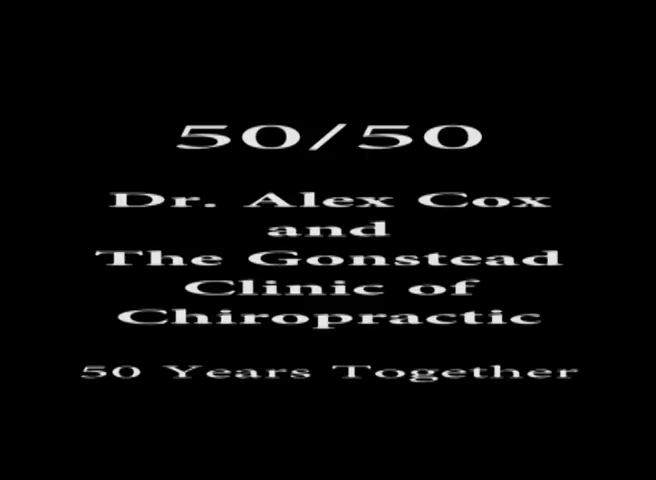 50/50
Dr. Alex Cox
and
The Gonstead
Clinic of
Chiropractic
50 Years Together